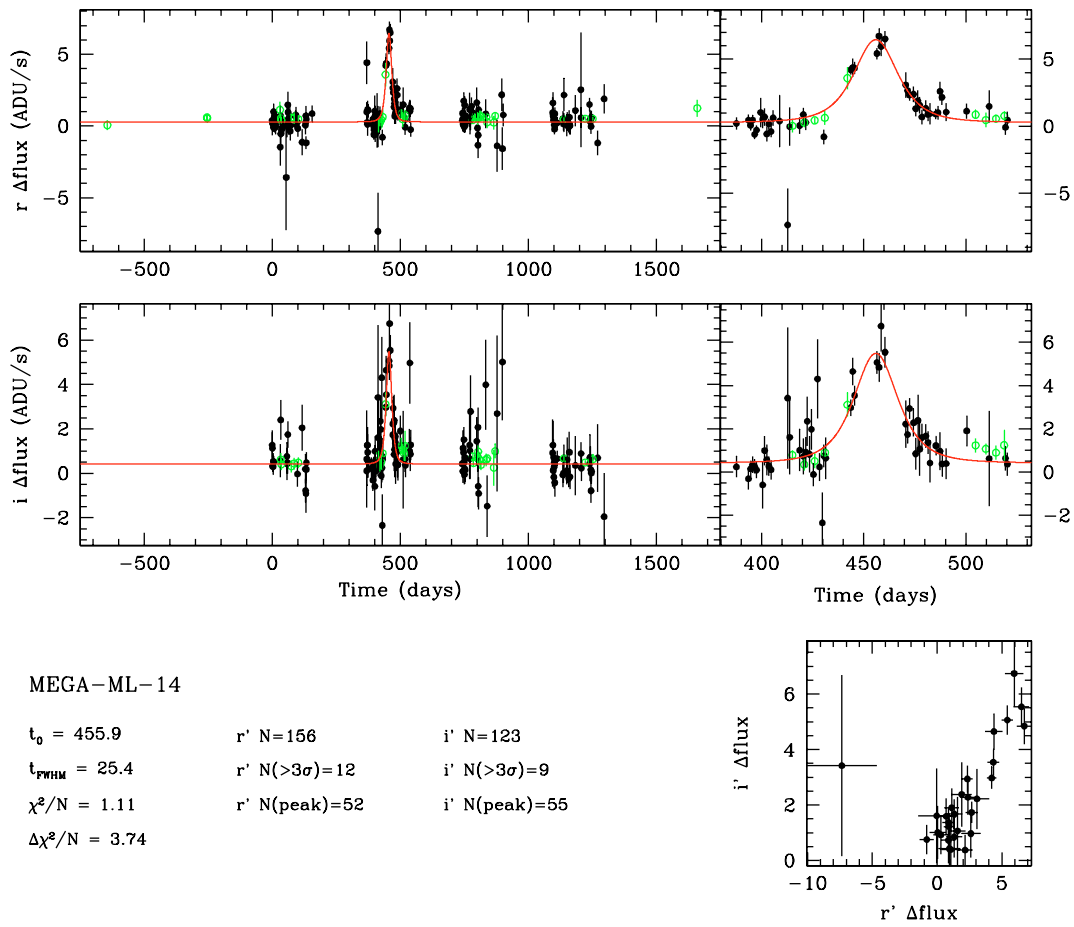 r Δflux (ADU/s)
5
0
−5
5
0
−5
−500 0 500 1000 1500
i Δflux (ADU/s)
6
4
2
0
−2
6
4
2
0
−2
−500 0 500 1000 1500
400 450 500
Time (days)
Time (days)
MEGA−ML−14
t₀ = 455.9 r' N=156 i' N=123
t_FWHM = 25.4 r' N(>3σ)=12 i' N(>3σ)=9
χ²/N = 1.11 r' N(peak)=52 i' N(peak)=55
Δχ²/N = 3.74
i' Δflux
6
4
2
0
−10 −5 0 5
r' Δflux